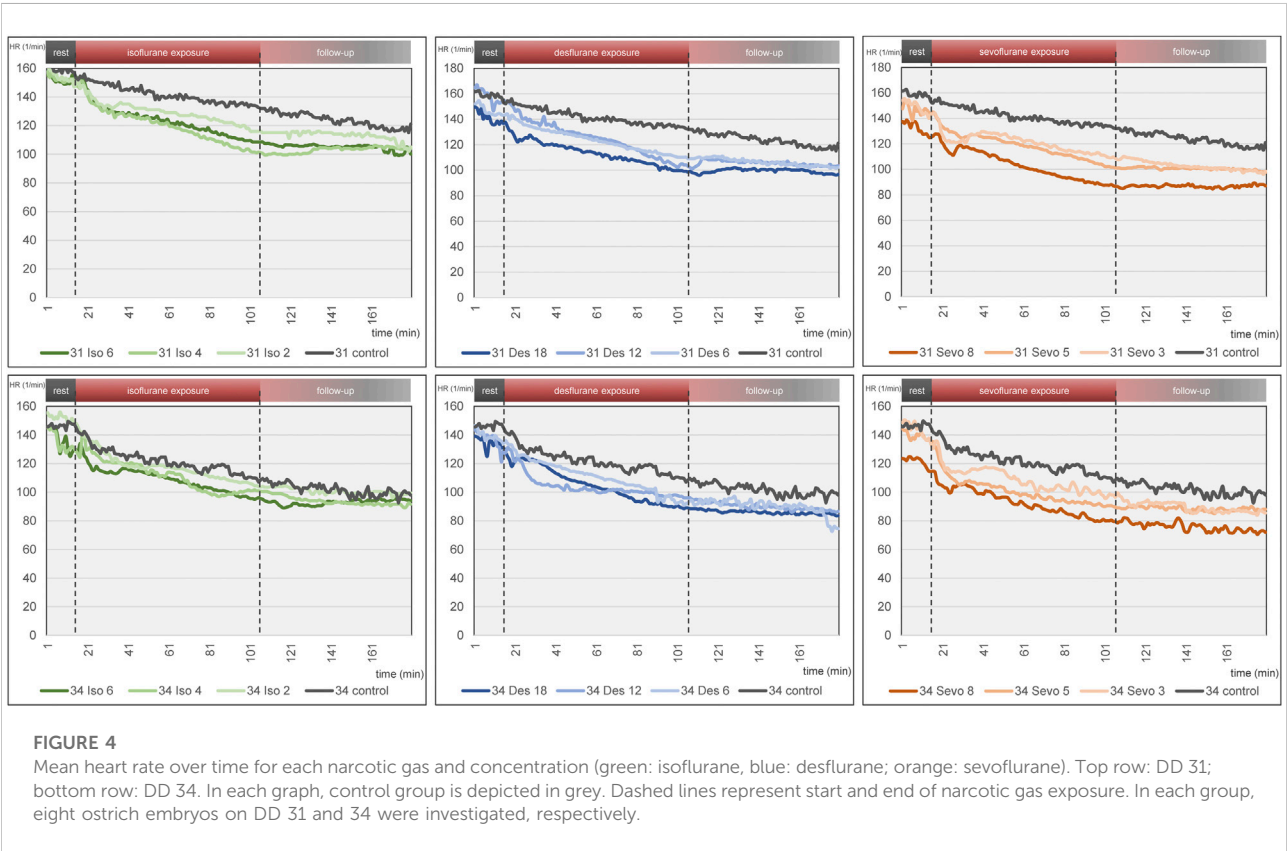 HR (1/min) rest isoflurane exposure follow-up
160
140
120
100
80
60
40
20
0
1 21 41 61 81 101 121 141 161
time (min)
31 Iso 6 31 Iso 4 31 Iso 2 31 control
HR (1/min) rest desflurane exposure follow-up
180
160
140
120
100
80
60
40
20
0
1 21 41 61 81 101 121 141 161
time (min)
31 Des 18 31 Des 12 31 Des 6 31 control
HR (1/min) rest sevoflurane exposure follow-up
180
160
140
120
100
80
60
40
20
0
1 21 41 61 81 101 121 141 161
time (min)
31 Sevo 8 31 Sevo 5 31 Sevo 3 31 control
HR (1/min) rest isoflurane exposure follow-up
160
140
120
100
80
60
40
20
0
1 21 41 61 81 101 121 141 161
time (min)
34 Iso 6 34 Iso 4 34 Iso 2 34 control
HR (1/min) rest desflurane exposure follow-up
160
140
120
100
80
60
40
20
0
1 21 41 61 81 101 121 141 161
time (min)
34 Des 18 34 Des 12 34 Des 6 34 control
HR (1/min) rest sevoflurane exposure follow-up
160
140
120
100
80
60
40
20
0
1 21 41 61 81 101 121 141 161
time (min)
34 Sevo 8 34 Sevo 5 34 Sevo 3 34 control
FIGURE 4
Mean heart rate over time for each narcotic gas and concentration (green: isoflurane, blue: desflurane; orange: sevoflurane). Top row: DD 31;
bottom row: DD 34. In each graph, control group is depicted in grey. Dashed lines represent start and end of narcotic gas exposure. In each group,
eight ostrich embryos on DD 31 and 34 were investigated, respectively.